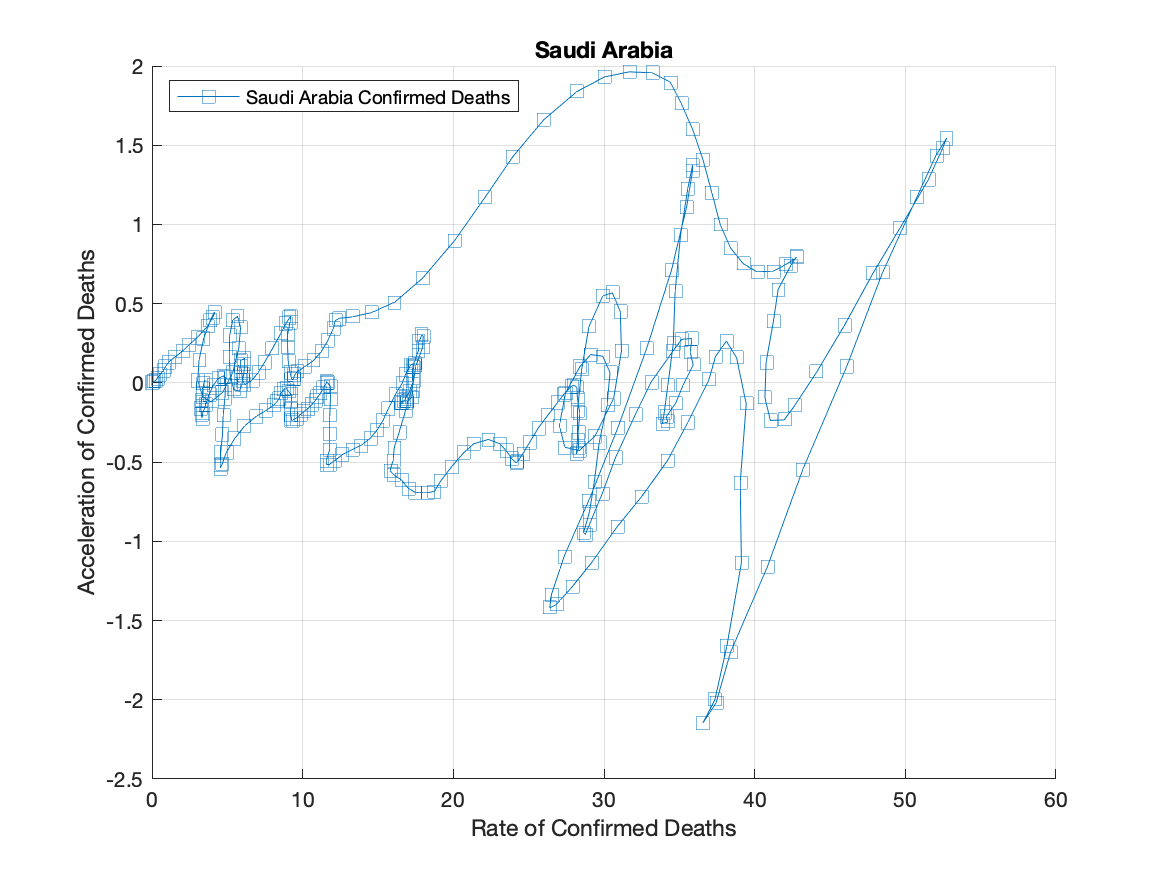 Saudi Arabia
Saudi Arabia Confirmed Deaths
Acceleration of Confirmed Deaths
2
1.5
1
0.5
0
-0.5
-1
-1.5
-2
-2.5
0 10 20 30 40 50 60
Rate of Confirmed Deaths